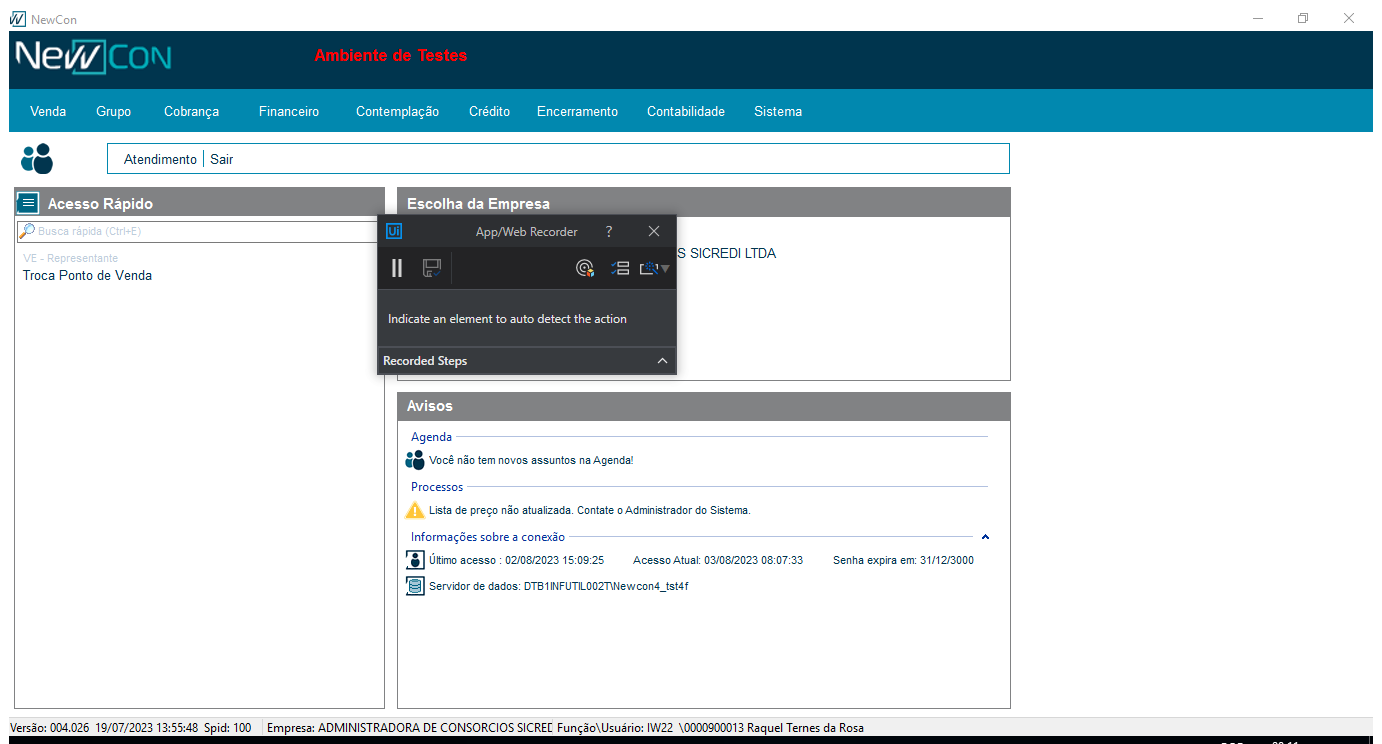 NewCon
NewCON
Ambiente de Testes
Venda Grupo Cobrança Financeiro Contemplação Crédito Encerramento Contabilidade Sistema
Atendimento Sair
Acesso Rápido
Busca rápida (Ctrl+E)
VE - Representante
Troca Ponto de Venda
Escolha da Empresa
S SICREDI LTDA
Ui App/Web Recorder ?
Indicate an element to auto detect the action
Recorded Steps
Avisos
Agenda
Você não tem novos assuntos na Agenda!
Processos
Lista de preço não atualizada. Contate o Administrador do Sistema.
Informações sobre a conexão
Último acesso : 02/08/2023 15:09:25 Acesso Atual: 03/08/2023 08:07:33 Senha expira em: 31/12/3000
Servidor de dados: DTB1INFUTIL002T\Newcon4_tst4f
Versão: 004.026 19/07/2023 13:55:48 Spid: 100 Empresa: ADMINISTRADORA DE CONSORCIOS SICREDI Função\Usuário: IW22 \0000900013 Raquel Ternes da Rosa